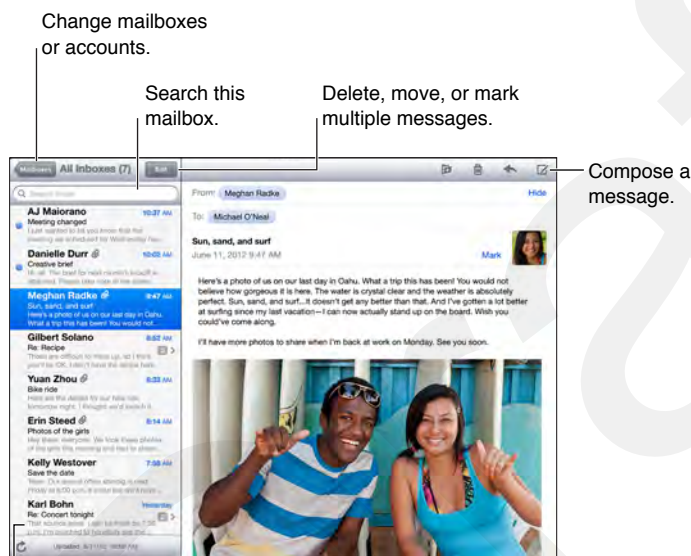 Change mailboxes
or accounts.
Search this
mailbox.
Delete, move, or mark
multiple messages.
Compose a
message.
Mailboxes
All Inboxes (7)
Edit
From: Meghan Radke
Hide
To: Michael O'Neal
Sun, sand, and surf
June 11, 2012 9:47 AM
Mark
Here's a photo of us on our last day in Oahu. What a trip this has been! You would not
believe how gorgeous it is here. The water is crystal clear and the weather is absolutely
perfect. Sun, sand, and surf...it doesn't get any better than that. And I've gotten a lot better
at surfing since my last vacation—I can now actually stand up on the board. Wish you
could've come along.
I'll have more photos to share when I'm back at work on Monday. See you soon.
AJ Maiorano 10:37 AM
Meeting changed
Danielle Durr 10:02 AM
Creative brief
Meghan Radke 9:47 AM
Sun, sand, and surf
Here's a photo of us on our last day in Oahu.
What a trip this has been! You would not...
Gilbert Solano 8:52 AM
Re: Recipe
Yuan Zhou 8:33 AM
Bike ride
Erin Steed 8:14 AM
Photos of the girls
Kelly Westover 7:58 AM
Save the date
Karl Bohn Yesterday
Re: Concert tonight